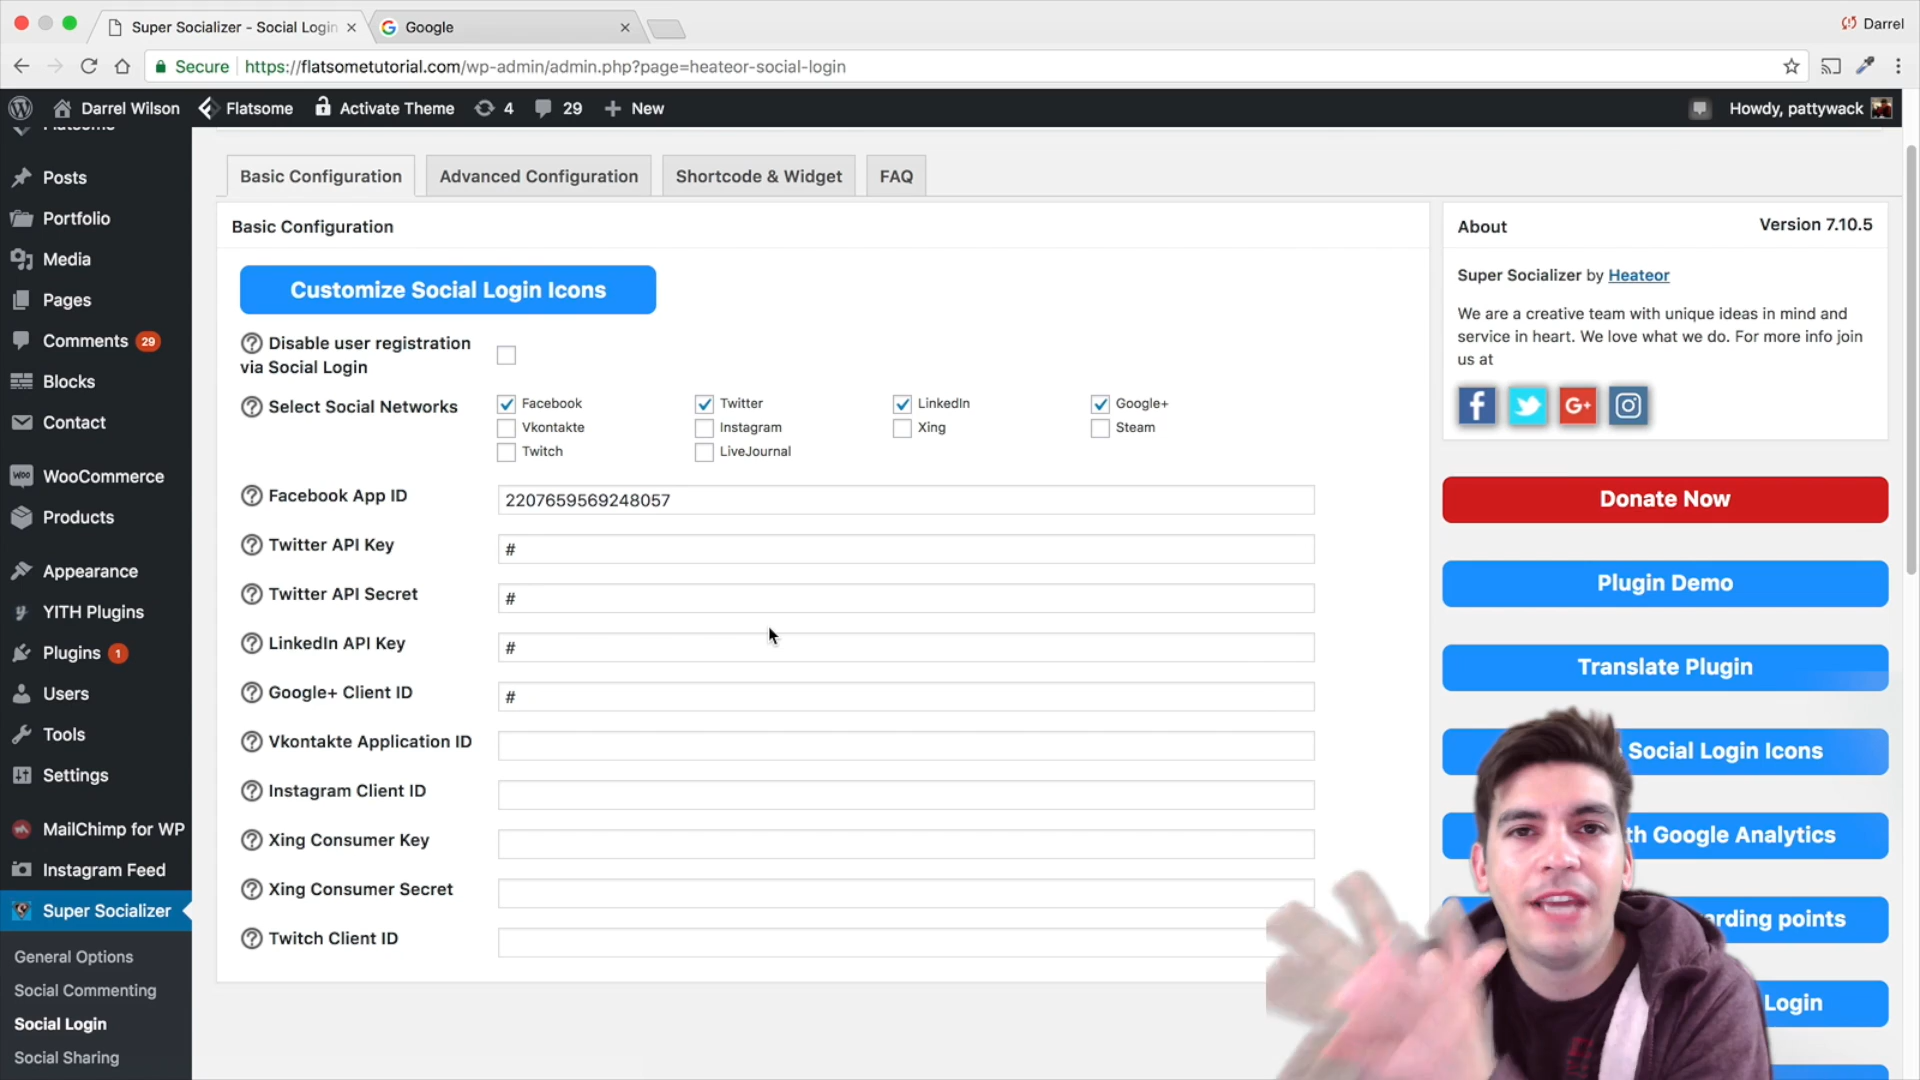 Super Socializer - Social Login
Google
Darrel
Secure
https://flatsometutorial.com/wp-admin/admin.php?page=heateor-social-login
Darrel Wilson
Flatsome
Activate Theme
4
29
New
Howdy, pattywack
Flatsome
Posts
Portfolio
Media
Pages
Comments 29
Blocks
Contact
WooCommerce
Products
Appearance
YITH Plugins
Plugins 1
Users
Tools
Settings
MailChimp for WP
Instagram Feed
Super Socializer
General Options
Social Commenting
Social Login
Social Sharing
Basic Configuration
Advanced Configuration
Shortcode & Widget
FAQ
Basic Configuration
Customize Social Login Icons
Disable user registration
via Social Login
Select Social Networks
Facebook
Twitter
LinkedIn
Google+
Vkontakte
Instagram
Xing
Steam
Twitch
LiveJournal
Facebook App ID
2207659569248057
Twitter API Key
#
Twitter API Secret
#
LinkedIn API Key
#
Google+ Client ID
#
Vkontakte Application ID
Instagram Client ID
Xing Consumer Key
Xing Consumer Secret
Twitch Client ID
About
Version 7.10.5
Super Socializer by Heateor
We are a creative team with unique ideas in mind and
service in heart. We love what we do. For more info join
us at
Donate Now
Plugin Demo
Translate Plugin
Social Login Icons
Google Analytics
points
Login